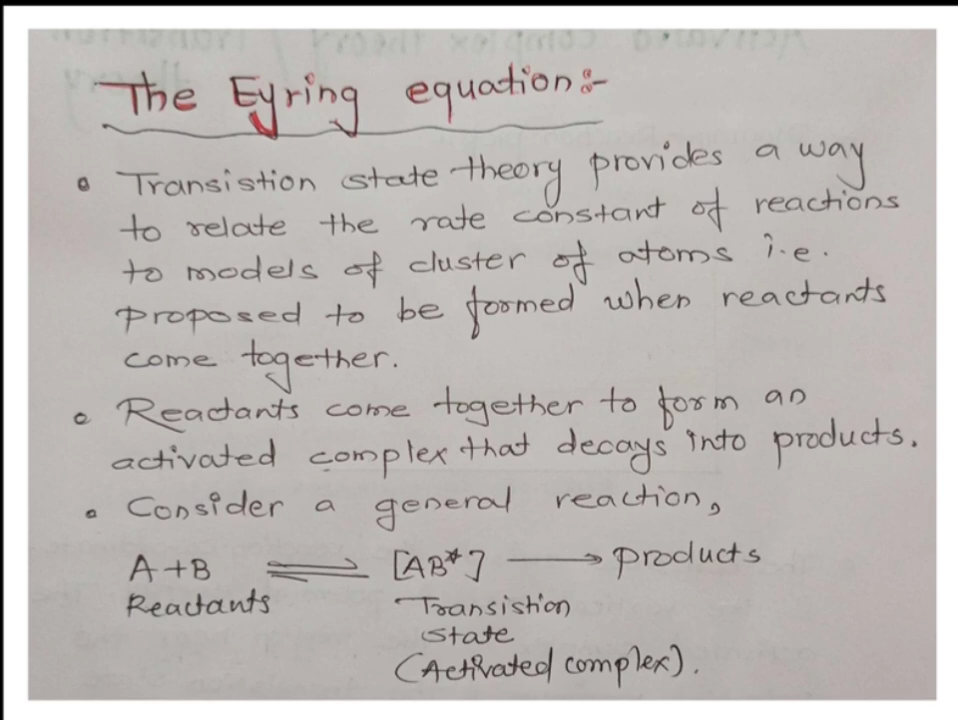 The Eyring equation:-
• Transistion state theory provides a way
to relate the rate constant of reactions
to models of cluster of atoms i.e.
proposed to be formed when reactants
come together.
• Reactants come together to form an
activated complex that decays into products.
• Consider a general reaction,
A+B ⇌ [AB*] ⟶ products
Reactants Transistion
state
(Activated complex).